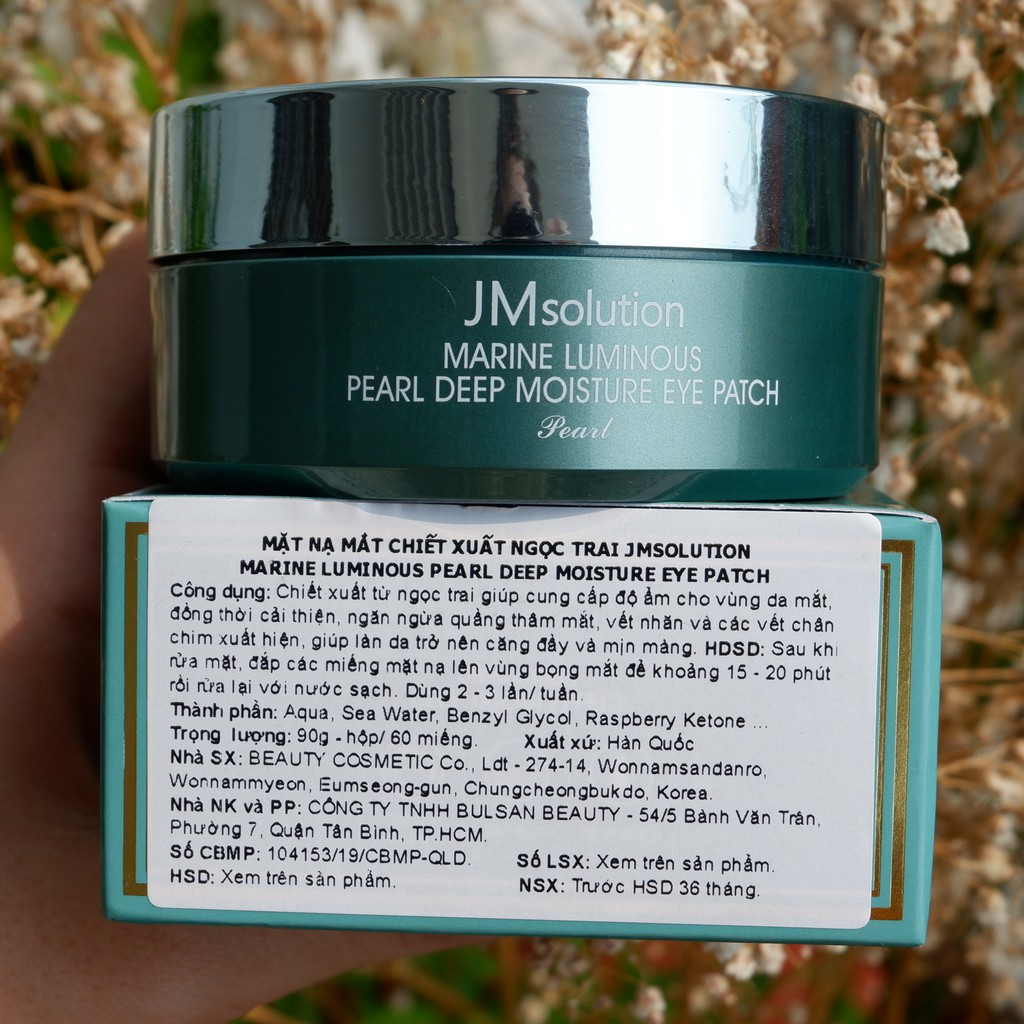 JMsolution
MARINE LUMINOUS
PEARL DEEP MOISTURE EYE PATCH
Pearl
MẶT NẠ MẮT CHIẾT XUẤT NGỌC TRAI JMSOLUTION
MARINE LUMINOUS PEARL DEEP MOISTURE EYE PATCH
Công dụng: Chiết xuất từ ngọc trai giúp cung cấp độ ẩm cho vùng da mắt,
đồng thời cải thiện, ngăn ngừa quầng thâm mắt, vết nhăn và các vết chân
chim xuất hiện, giúp làn da trở nên căng đầy và mịn màng. HDSD: Sau khi
rửa mặt, đắp các miếng mặt nạ lên vùng bọng mắt để khoảng 15 - 20 phút
rồi rửa lại với nước sạch. Dùng 2 - 3 lần/ tuần.
Thành phần: Aqua, Sea Water, Benzyl Glycol, Raspberry Ketone ...
Trọng lượng: 90g - hộp/ 60 miếng. Xuất xứ: Hàn Quốc
Nhà SX: BEAUTY COSMETIC Co., Ldt - 274-14, Wonnamsandanro,
Wonnammyeon, Eumseong-gun, Chungcheongbukdo, Korea.
Nhà NK và PP: CÔNG TY TNHH BULSAN BEAUTY - 54/5 Bành Văn Trân,
Phường 7, Quận Tân Bình, TP.HCM.
Số CBMP: 104153/19/CBMP-QLD. Số LSX: Xem trên sản phẩm.
HSD: Xem trên sản phẩm. NSX: Trước HSD 36 tháng.